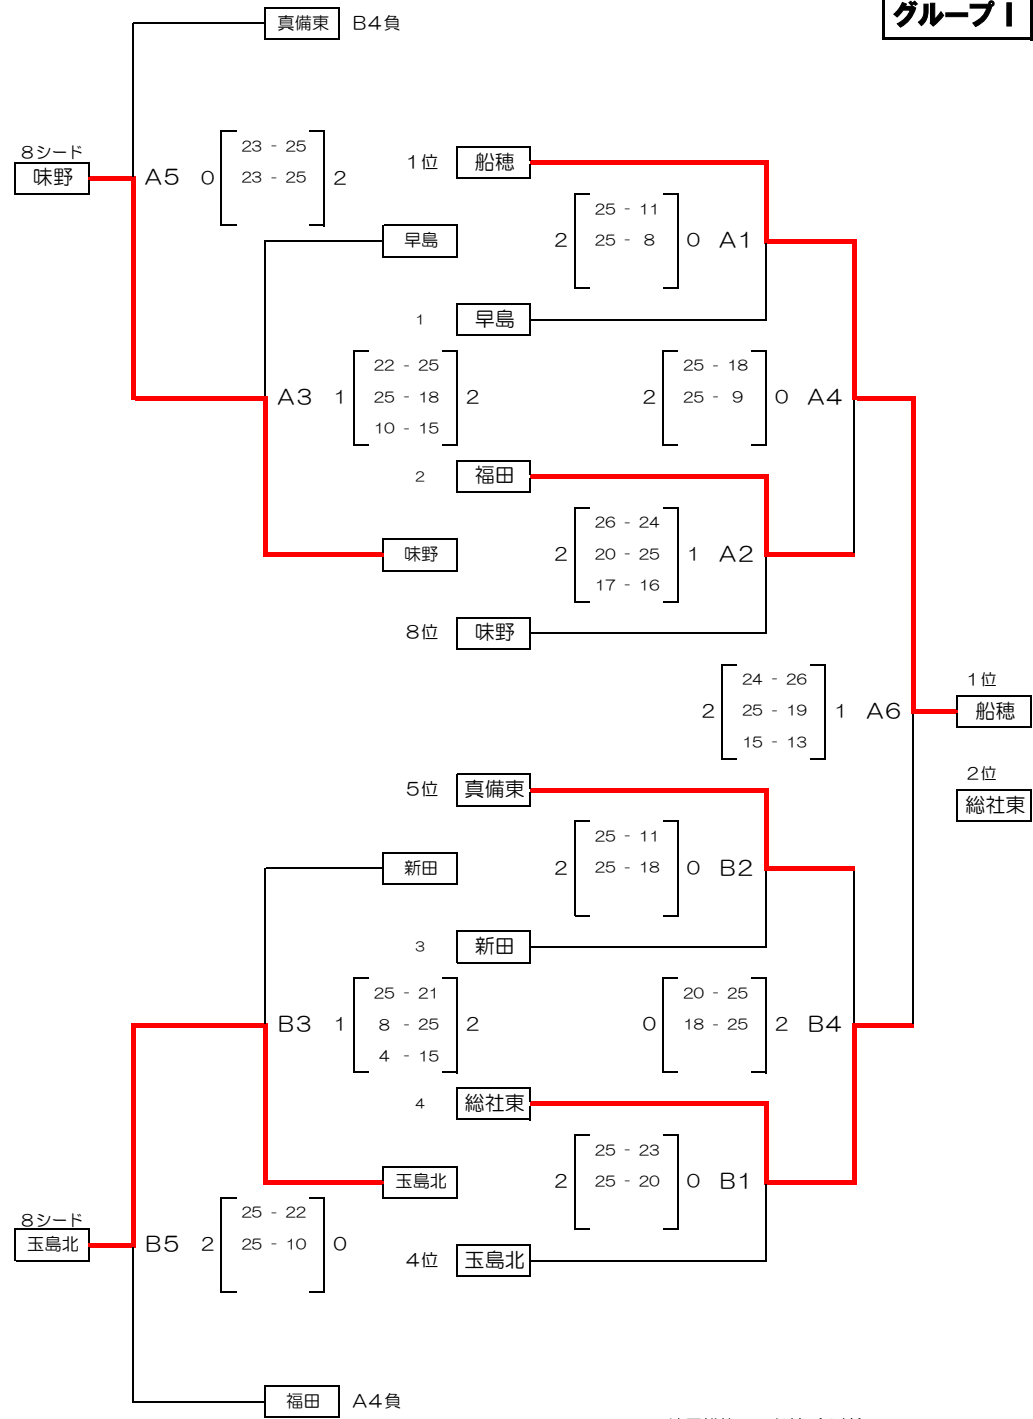 グループⅠ
真備東 B4負
8シード
味野
A5 0 23 - 25 2
23 - 25
1位 船穂
早島
2 25 - 11 0 A1
25 - 8
1 早島
A3 1 22 - 25 2
25 - 18
10 - 15
2 25 - 18 0 A4
25 - 9
2 福田
味野
2 26 - 24 1 A2
20 - 25
17 - 16
8位 味野
2 24 - 26 1 A6
25 - 19
15 - 13
1位
船穂
2位
総社東
5位 真備東
新田
2 25 - 11 0 B2
25 - 18
3 新田
B3 1 25 - 21 2
8 - 25
4 - 15
0 20 - 25 2 B4
18 - 25
4 総社東
玉島北
2 25 - 23 0 B1
25 - 20
8シード
玉島北
B5 2 25 - 22 0
25 - 10
4位 玉島北
福田 A4負